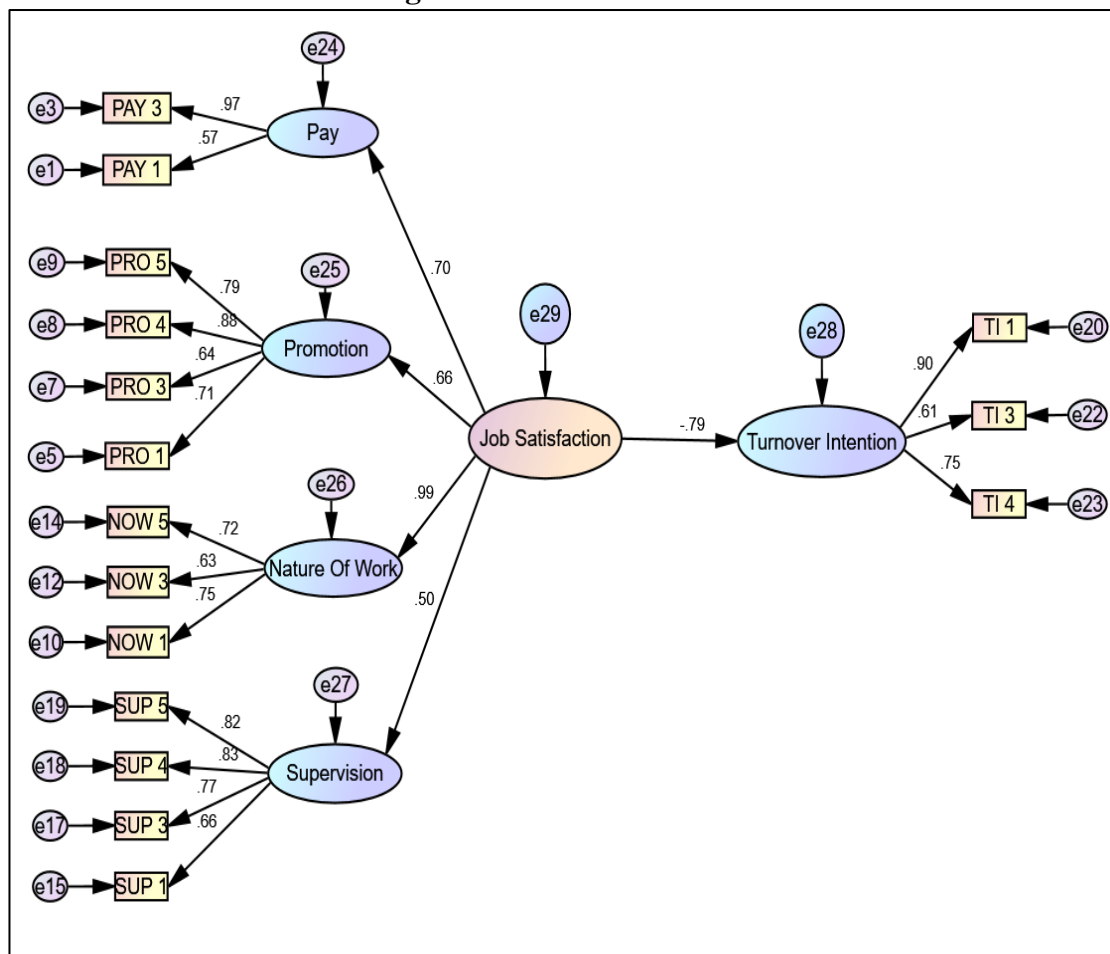 e24
e3
PAY 3
.97
Pay
.57
e1
PAY 1
e9
PRO 5
e25
.79
.70
e8
PRO 4
.88
Promotion
e29
e28
TI 1
e20
.64
.90
e7
PRO 3
.66
.71
.61
TI 3
e22
e5
PRO 1
Job Satisfaction
-.79
Turnover Intention
.75
e26
e14
NOW 5
.72
.99
TI 4
e23
.63
Nature Of Work
e12
NOW 3
.75
.50
e10
NOW 1
e27
e19
SUP 5
.82
e18
SUP 4
.83
Supervision
.77
e17
SUP 3
.66
e15
SUP 1